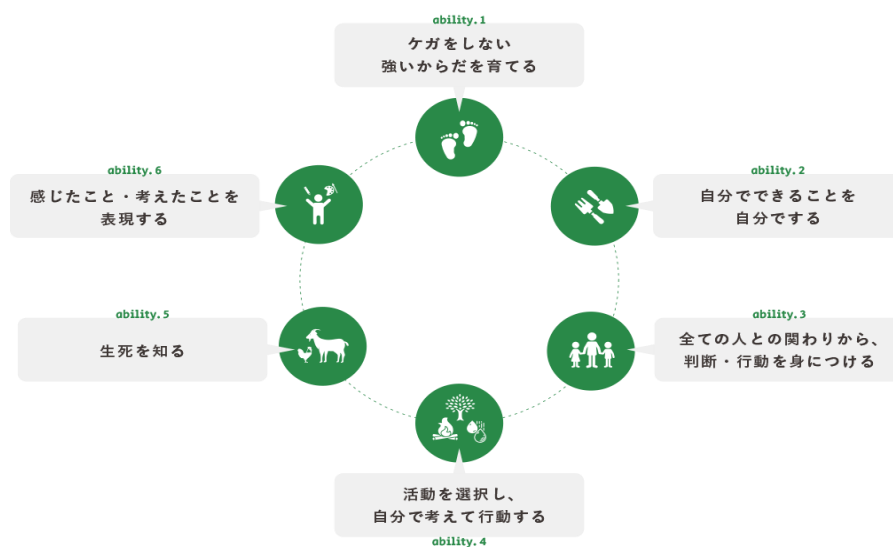 ability.1
ケガをしない
強いからだを育てる
ability.2
自分でできることを
自分でする
ability.3
全ての人との関わりから、
判断・行動を身につける
活動を選択し、
自分で考えて行動する
ability.4
ability.5
生死を知る
ability.6
感じたこと・考えたことを
表現する